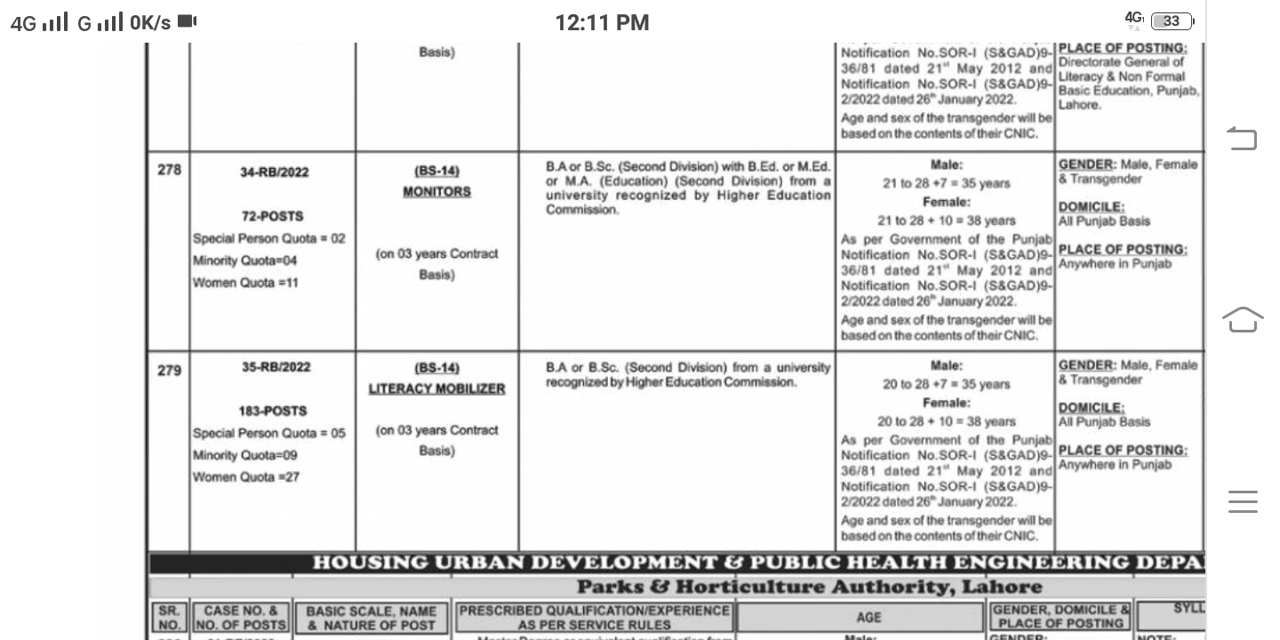 4G G 0K/s
12:11 PM
4G 33
Basis)
Notification No.SOR-I (S&GAD)9-
36/81 dated 21st May 2012 and
Notification No.SOR-I (S&GAD)9-
2/2022 dated 26th January 2022.
Age and sex of the transgender will be
based on the contents of their CNIC.
PLACE OF POSTING:
Directorate General of
Literacy & Non Formal
Basic Education, Punjab,
Lahore.
278
34-RB/2022
72-POSTS
Special Person Quota = 02
Minority Quota=04
Women Quota =11
(BS-14)
MONITORS
(on 03 years Contract
Basis)
B.A or B.Sc. (Second Division) with B.Ed. or M.Ed.
or M.A. (Education) (Second Division) from a
university recognized by Higher Education
Commission.
Male:
21 to 28 +7 = 35 years
Female:
21 to 28 + 10 = 38 years
As per Government of the Punjab
Notification No.SOR-I (S&GAD)9-
36/81 dated 21st May 2012 and
Notification No.SOR-I (S&GAD)9-
2/2022 dated 26th January 2022.
Age and sex of the transgender will be
based on the contents of their CNIC.
GENDER: Male, Female
& Transgender
DOMICILE:
All Punjab Basis
PLACE OF POSTING:
Anywhere in Punjab
279
35-RB/2022
183-POSTS
Special Person Quota = 05
Minority Quota=09
Women Quota =27
(BS-14)
LITERACY MOBILIZER
(on 03 years Contract
Basis)
B.A or B.Sc. (Second Division) from a university
recognized by Higher Education Commission.
Male:
20 to 28 +7 = 35 years
Female:
20 to 28 + 10 = 38 years
As per Government of the Punjab
Notification No.SOR-I (S&GAD)9-
36/81 dated 21st May 2012 and
Notification No.SOR-I (S&GAD)9-
2/2022 dated 26th January 2022.
Age and sex of the transgender will be
based on the contents of their CNIC.
GENDER: Male, Female
& Transgender
DOMICILE:
All Punjab Basis
PLACE OF POSTING:
Anywhere in Punjab
HOUSING URBAN DEVELOPMENT & PUBLIC HEALTH ENGINEERING DEPA
Parks & Horticulture Authority, Lahore
SR.
NO.
CASE NO. &
NO. OF POSTS
BASIC SCALE, NAME
& NATURE OF POST
PRESCRIBED QUALIFICATION/EXPERIENCE
AS PER SERVICE RULES
AGE
GENDER, DOMICILE &
PLACE OF POSTING
SYLL